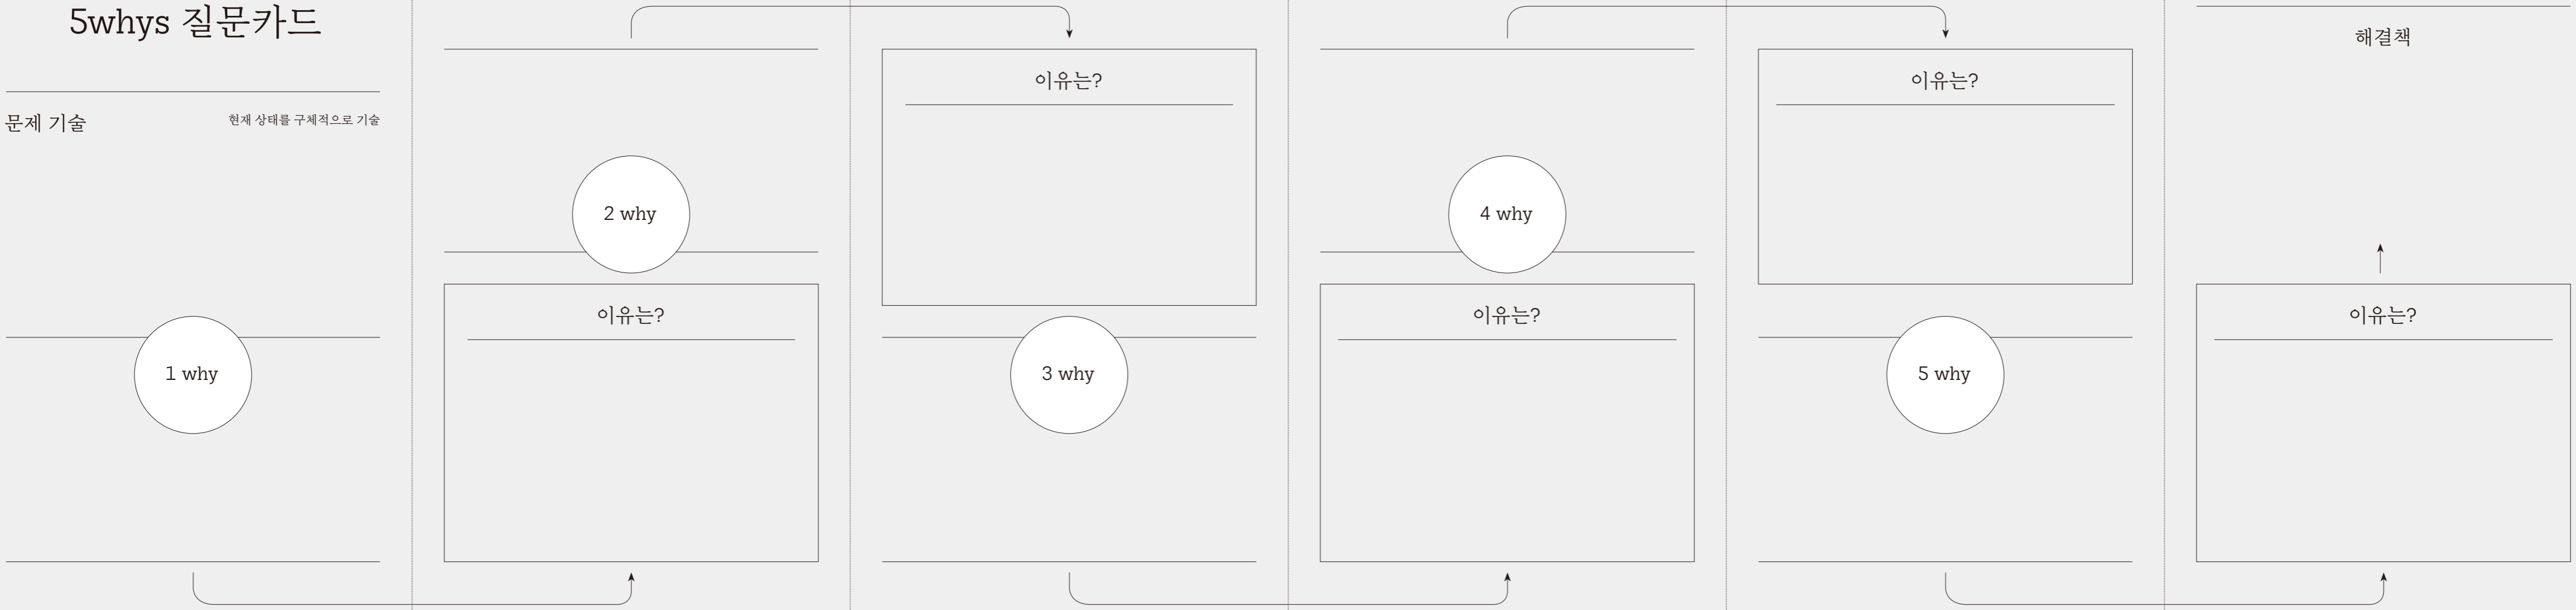 5whys 질문카드
문제 기술
현재 상태를 구체적으로 기술
1 why
이유는?
2 why
이유는?
3 why
이유는?
4 why
이유는?
5 why
이유는?
해결책